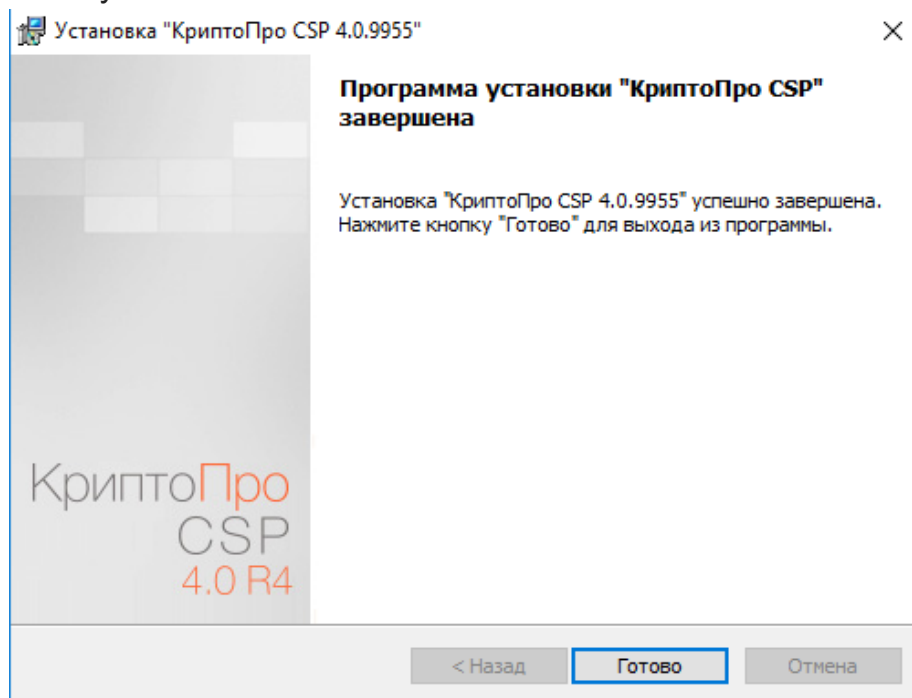 Установка "КриптоПро CSP 4.0.9955"
Программа установки "КриптоПро CSP"
завершена
Установка "КриптоПро CSP 4.0.9955" успешно завершена.
Нажмите кнопку "Готово" для выхода из программы.
КриптоПро
CSP
4.0 R4
< Назад
Готово
Отмена